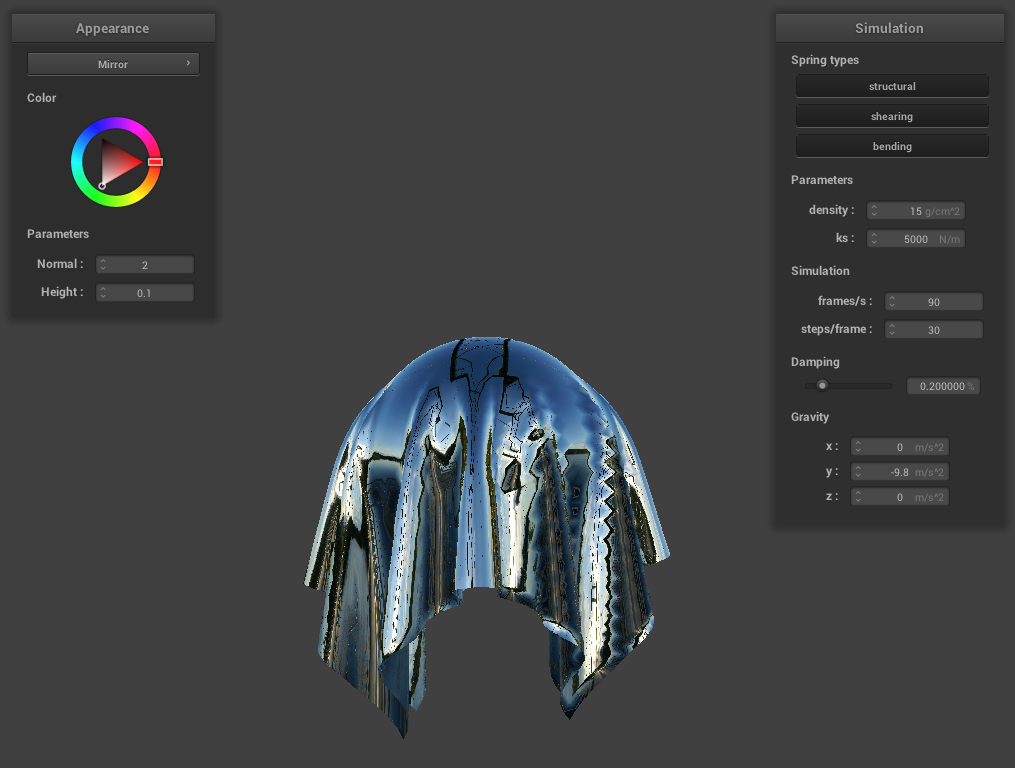 Appearance
Mirror ›
Color
Parameters
Normal : 2
Height : 0.1
Simulation
Spring types
structural
shearing
bending
Parameters
density : 15 g/cm^2
ks : 5000 N/m
Simulation
frames/s : 90
steps/frame : 30
Damping
0.200000 %
Gravity
x : 0 m/s^2
y : -9.8 m/s^2
z : 0 m/s^2